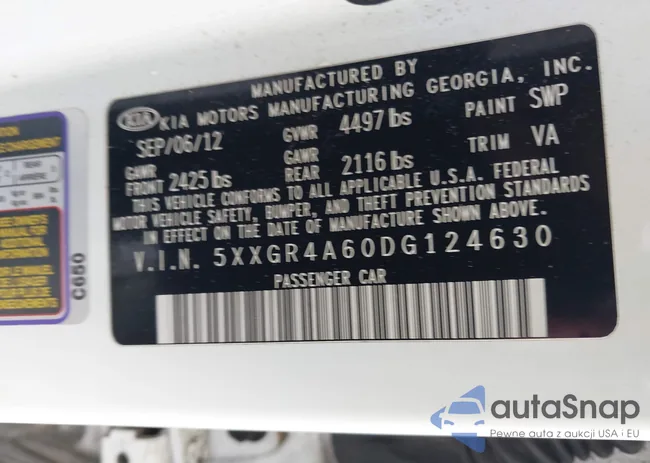 MANUFACTURED BY
KIA KIA MOTORS MANUFACTURING GEORGIA, INC.
SEP/06/12 GVWR 4497 lbs PAINT SWP
GAWR FRONT 2425 lbs GAWR REAR 2116 lbs TRIM VA
THIS VEHICLE CONFORMS TO ALL APPLICABLE U.S.A. FEDERAL
MOTOR VEHICLE SAFETY, BUMPER, AND THEFT PREVENTION STANDARDS
IN EFFECT ON THE DATE OF MANUFACTURE SHOWN ABOVE.
V.I.N. 5XXGR4A60DG124630
PASSENGER CAR
C650
autaSnap
Pewne auta z aukcji USA i EU